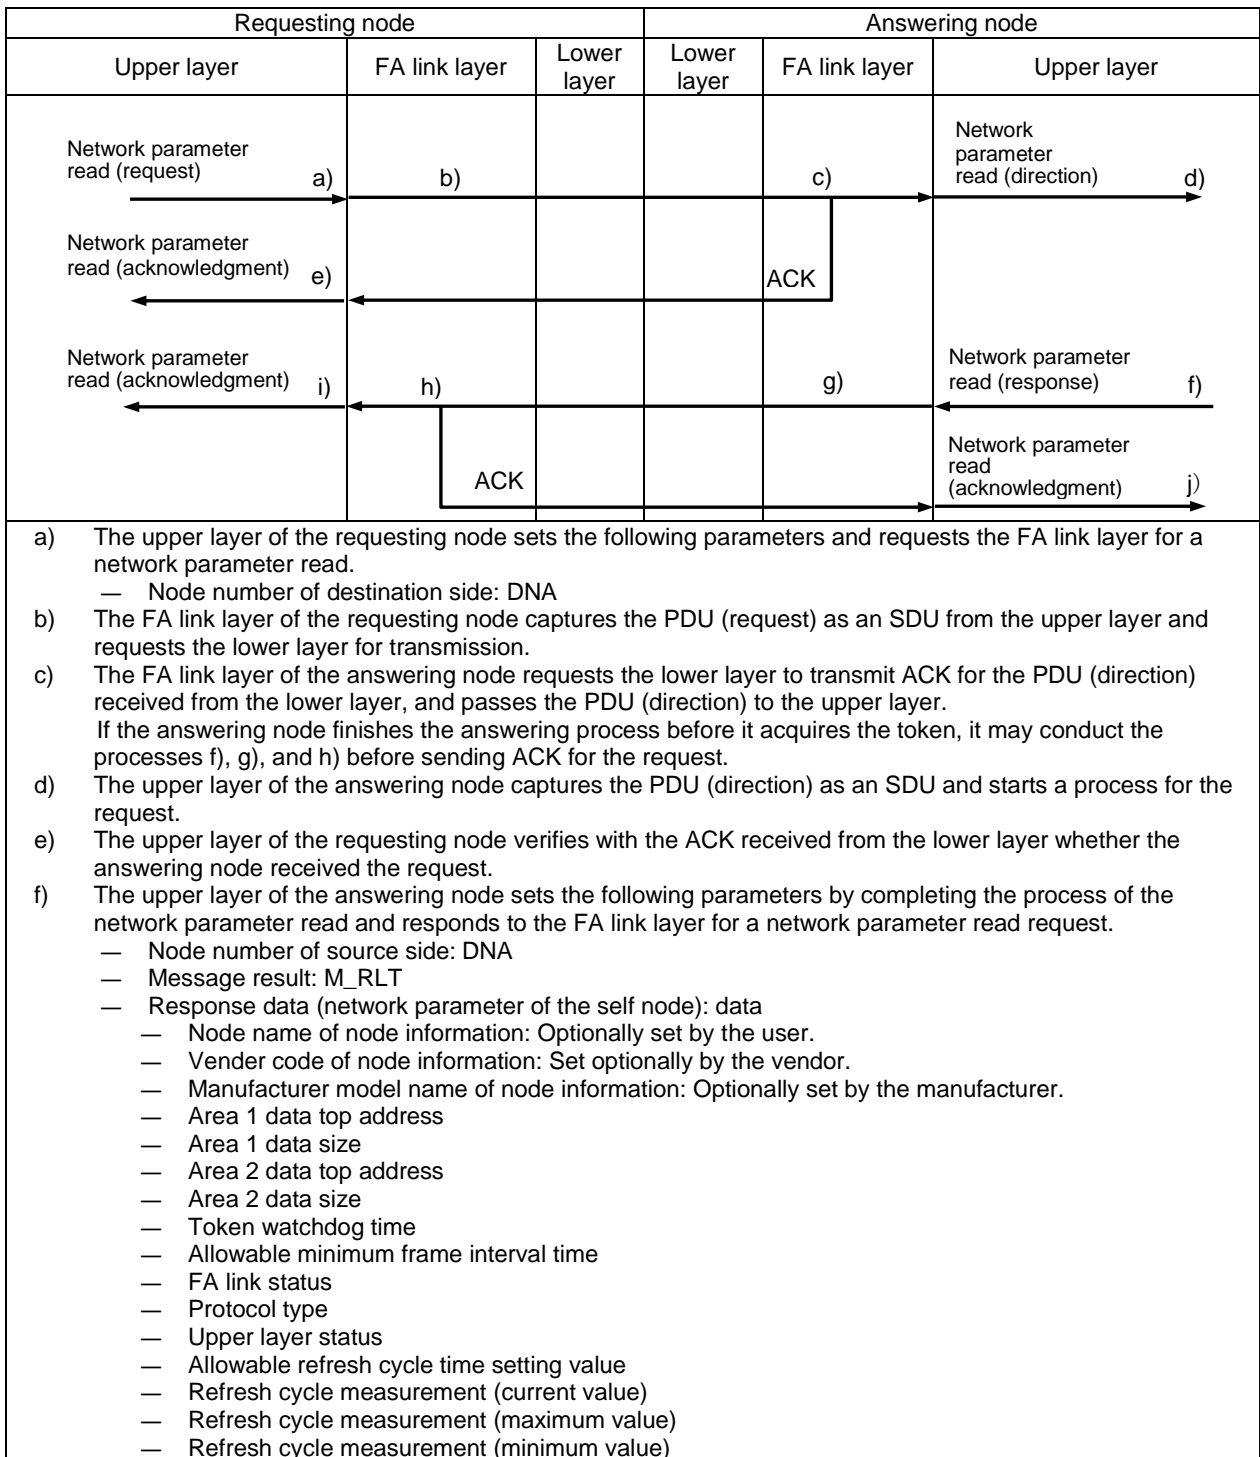 Requesting node
Answering node
Upper layer
FA link layer
Lower
layer
Lower
layer
FA link layer
Upper layer
Network parameter
read (request)
a)
b)
c)
Network
parameter
read (direction)
d)
Network parameter
read (acknowledgment)
e)
ACK
Network parameter
read (acknowledgment)
i)
h)
g)
Network parameter
read (response)
f)
ACK
Network parameter
read
(acknowledgment)
j)
a) The upper layer of the requesting node sets the following parameters and requests the FA link layer for a
network parameter read.
— Node number of destination side: DNA
b) The FA link layer of the requesting node captures the PDU (request) as an SDU from the upper layer and
requests the lower layer for transmission.
c) The FA link layer of the answering node requests the lower layer to transmit ACK for the PDU (direction)
received from the lower layer, and passes the PDU (direction) to the upper layer.
If the answering node finishes the answering process before it acquires the token, it may conduct the
processes f), g), and h) before sending ACK for the request.
d) The upper layer of the answering node captures the PDU (direction) as an SDU and starts a process for the
request.
e) The upper layer of the requesting node verifies with the ACK received from the lower layer whether the
answering node received the request.
f) The upper layer of the answering node sets the following parameters by completing the process of the
network parameter read and responds to the FA link layer for a network parameter read request.
— Node number of source side: DNA
— Message result: M_RLT
— Response data (network parameter of the self node): data
— Node name of node information: Optionally set by the user.
— Vender code of node information: Set optionally by the vendor.
— Manufacturer model name of node information: Optionally set by the manufacturer.
— Area 1 data top address
— Area 1 data size
— Area 2 data top address
— Area 2 data size
— Token watchdog time
— Allowable minimum frame interval time
— FA link status
— Protocol type
— Upper layer status
— Allowable refresh cycle time setting value
— Refresh cycle measurement (current value)
— Refresh cycle measurement (maximum value)
— Refresh cycle measurement (minimum value)